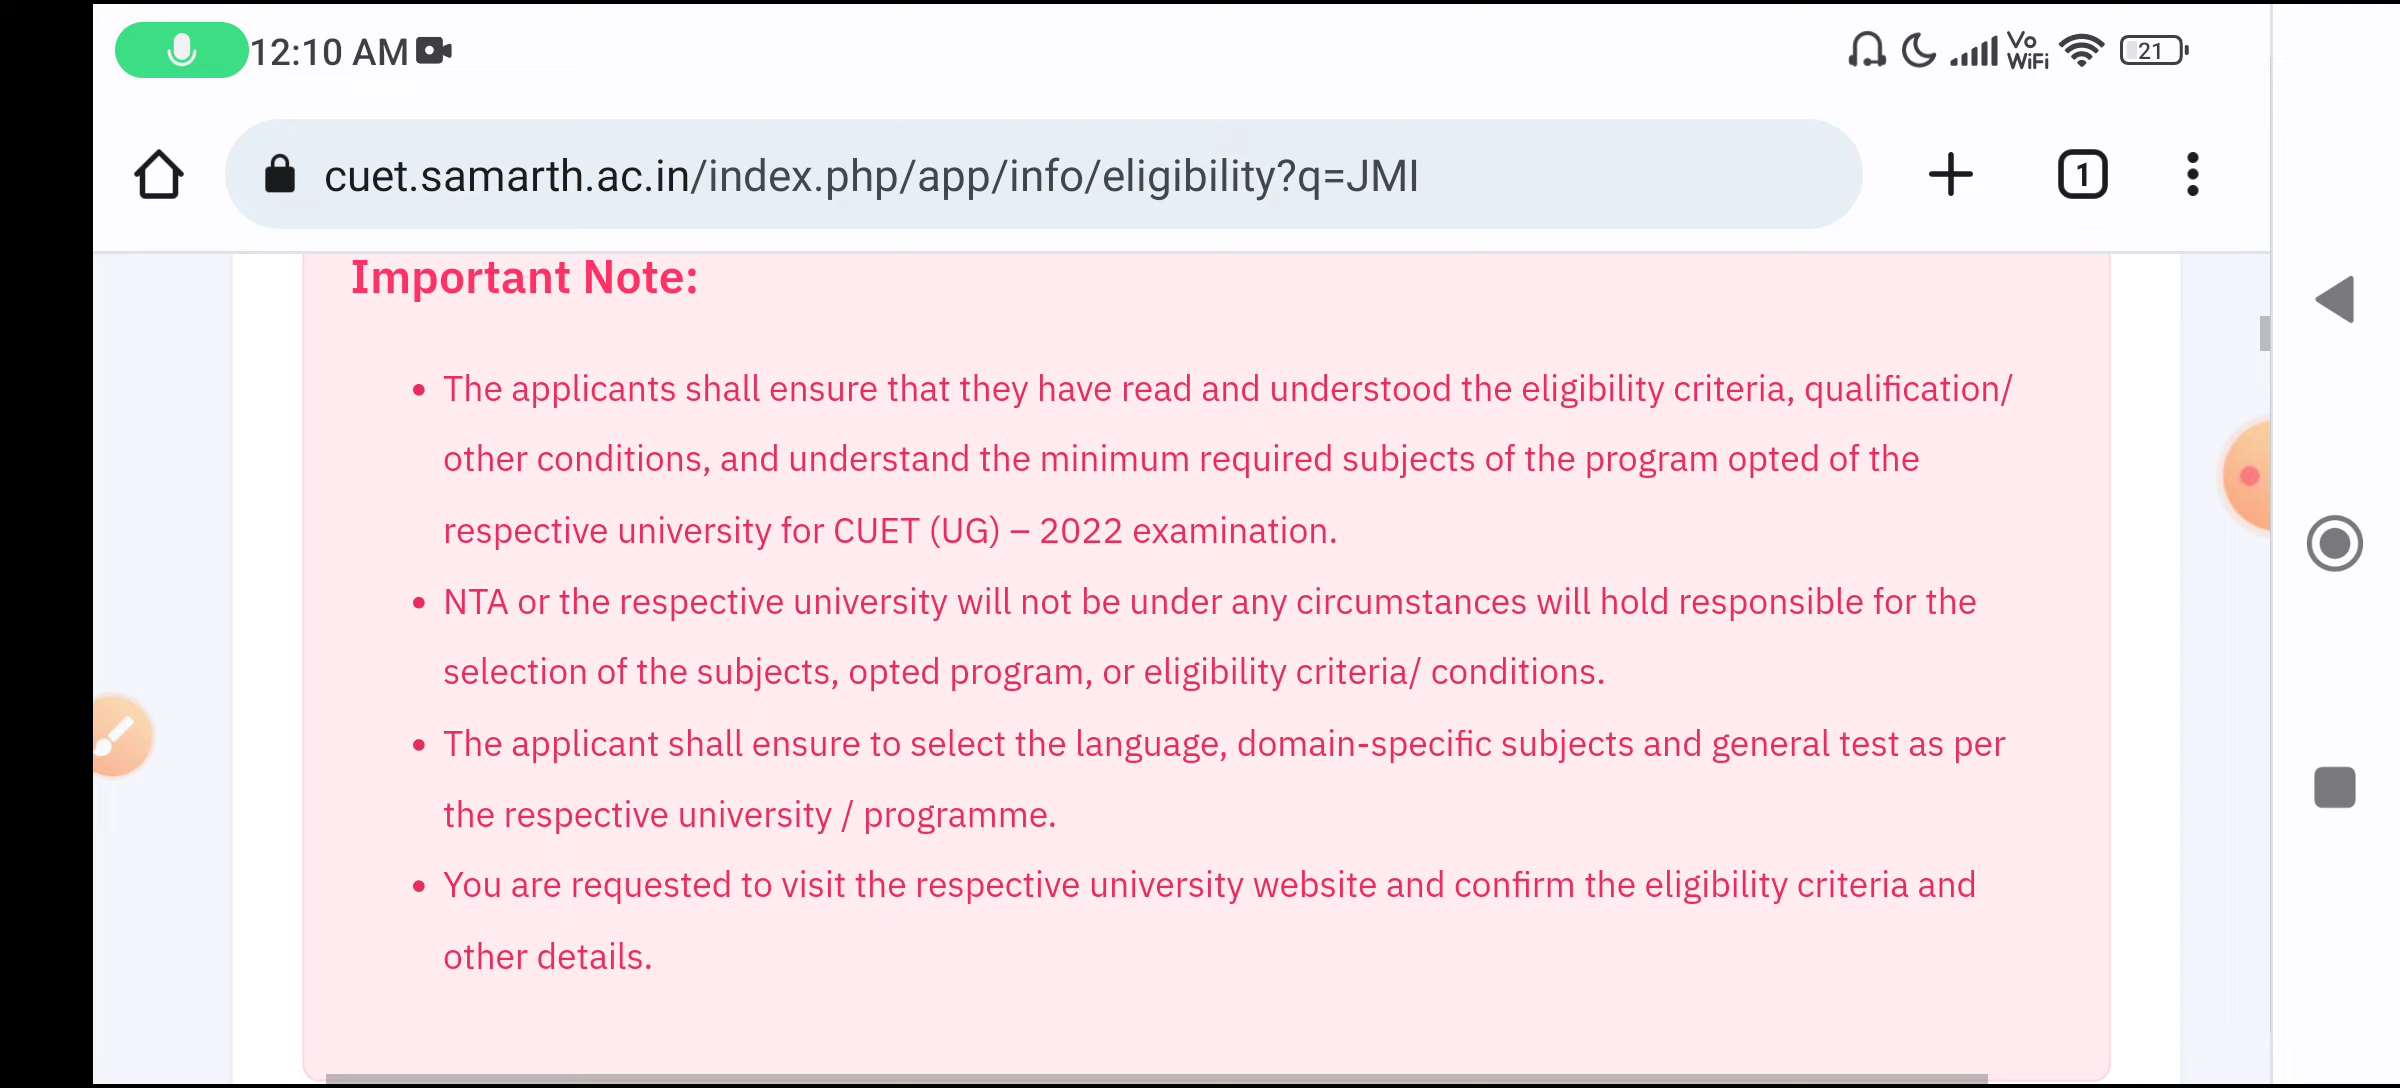 12:10 AM
Vo
WiFi
21
cuet.samarth.ac.in/index.php/app/info/eligibility?q=JMI
1
Important Note:
• The applicants shall ensure that they have read and understood the eligibility criteria, qualification/
other conditions, and understand the minimum required subjects of the program opted of the
respective university for CUET (UG) – 2022 examination.
• NTA or the respective university will not be under any circumstances will hold responsible for the
selection of the subjects, opted program, or eligibility criteria/ conditions.
• The applicant shall ensure to select the language, domain-specific subjects and general test as per
the respective university / programme.
• You are requested to visit the respective university website and confirm the eligibility criteria and
other details.